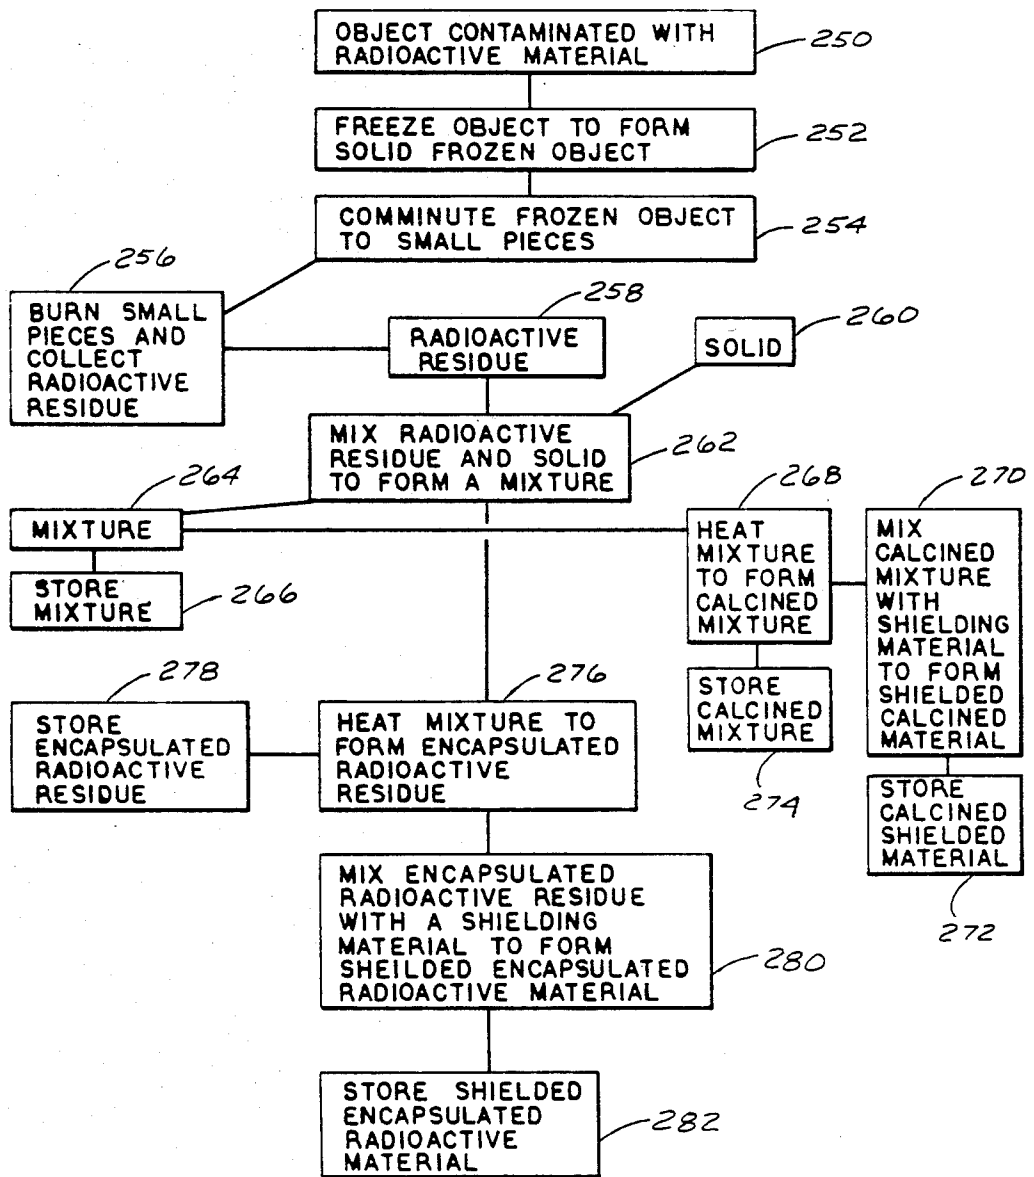 OBJECT CONTAMINATED WITH
RADIOACTIVE MATERIAL
250
FREEZE OBJECT TO FORM
SOLID FROZEN OBJECT
252
COMMINUTE FROZEN OBJECT
TO SMALL PIECES
254
256
BURN SMALL
PIECES AND
COLLECT
RADIOACTIVE
RESIDUE
258
RADIOACTIVE
RESIDUE
260
SOLID
MIX RADIOACTIVE
RESIDUE AND SOLID
TO FORM A MIXTURE
262
264
MIXTURE
STORE
MIXTURE
266
268
HEAT
MIXTURE
TO FORM
CALCINED
MIXTURE
270
MIX
CALCINED
MIXTURE
WITH
SHIELDING
MATERIAL
TO FORM
SHIELDED
CALCINED
MATERIAL
STORE
CALCINED
MIXTURE
274
STORE
CALCINED
SHIELDED
MATERIAL
272
278
STORE
ENCAPSULATED
RADIOACTIVE
RESIDUE
276
HEAT MIXTURE TO
FORM ENCAPSULATED
RADIOACTIVE
RESIDUE
MIX ENCAPSULATED
RADIOACTIVE RESIDUE
WITH A SHIELDING
MATERIAL TO FORM
SHEILDED ENCAPSULATED
RADIOACTIVE MATERIAL
280
STORE SHIELDED
ENCAPSULATED
RADIOACTIVE
MATERIAL
282